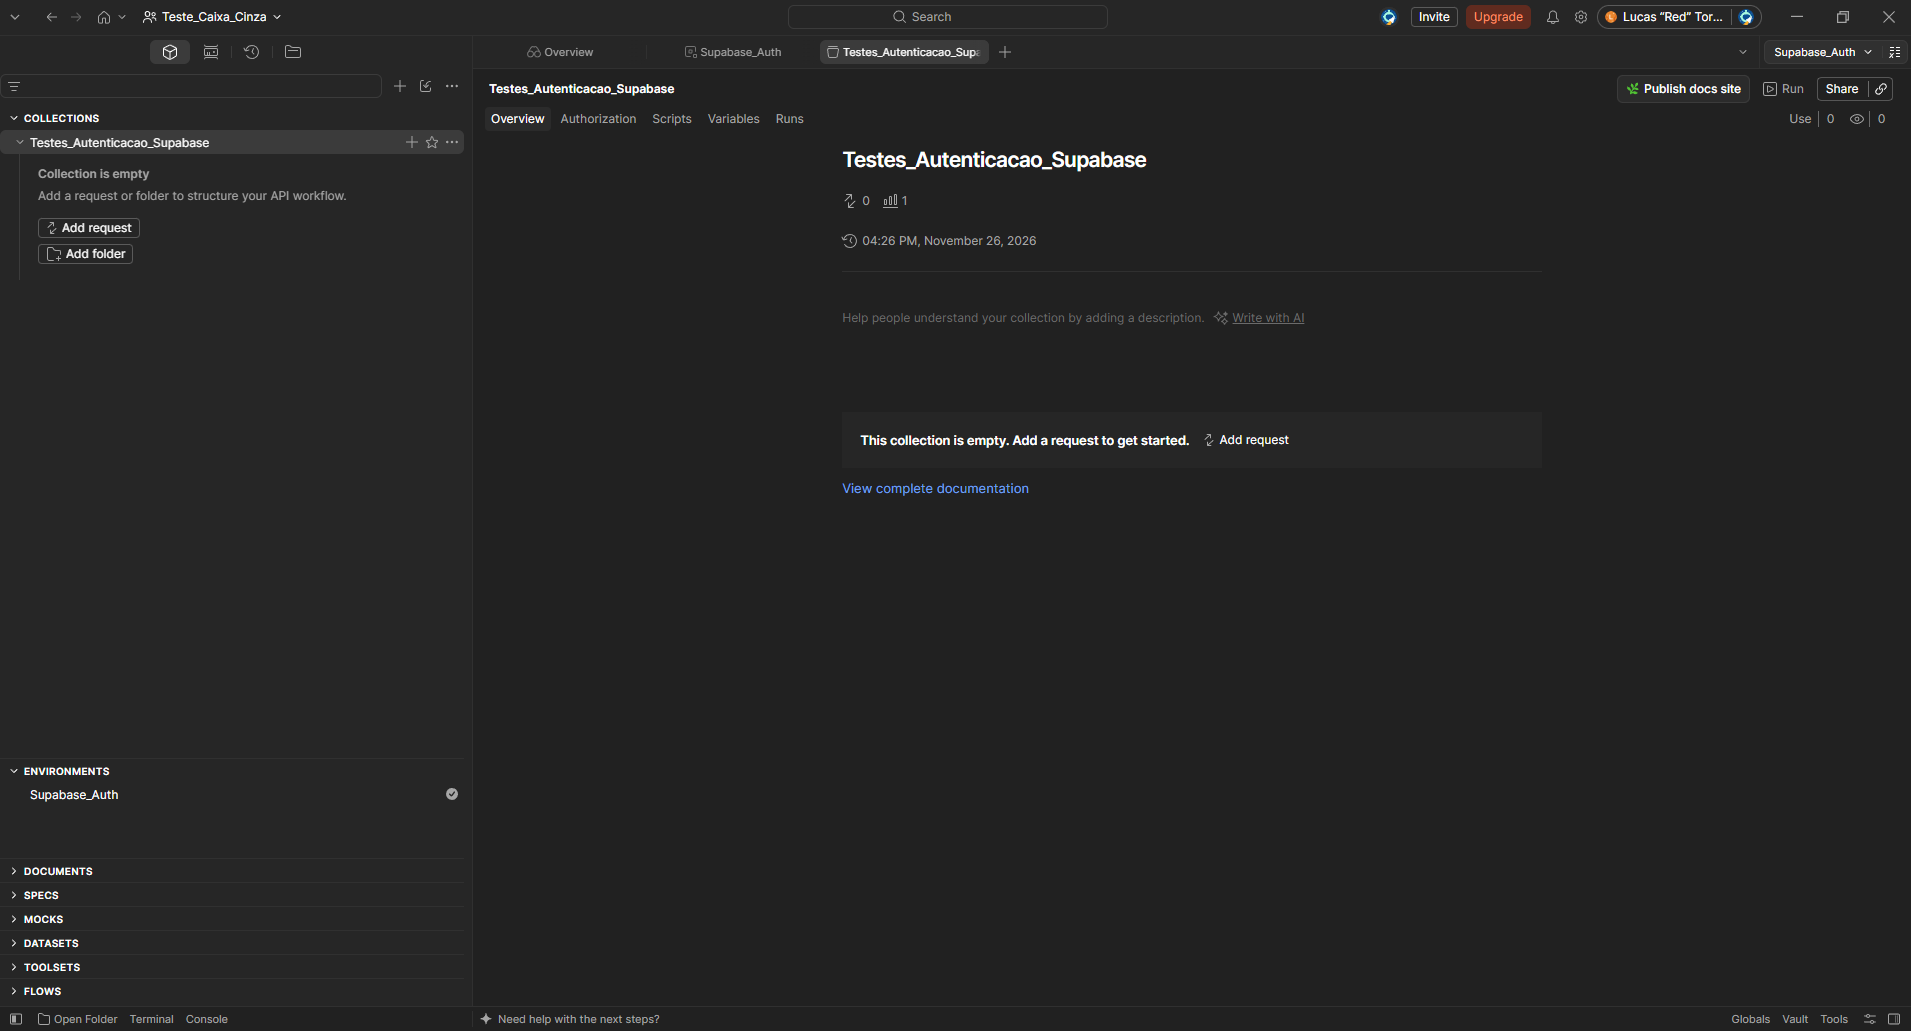 Teste_Caixa_Cinza
Search
Invite
Upgrade
L
Lucas “Red” Tor...
Overview
Supabase_Auth
Testes_Autenticacao_Supa
Supabase_Auth
Testes_Autenticacao_Supabase
Publish docs site
Run
Share
Overview
Authorization
Scripts
Variables
Runs
Use
0
0
COLLECTIONS
Testes_Autenticacao_Supabase
Collection is empty
Add a request or folder to structure your API workflow.
Add request
Add folder
Testes_Autenticacao_Supabase
0
1
04:26 PM, November 26, 2026
Help people understand your collection by adding a description.
Write with AI
This collection is empty. Add a request to get started.
Add request
View complete documentation
ENVIRONMENTS
Supabase_Auth
DOCUMENTS
SPECS
MOCKS
DATASETS
TOOLSETS
FLOWS
Open Folder
Terminal
Console
Need help with the next steps?
Globals
Vault
Tools